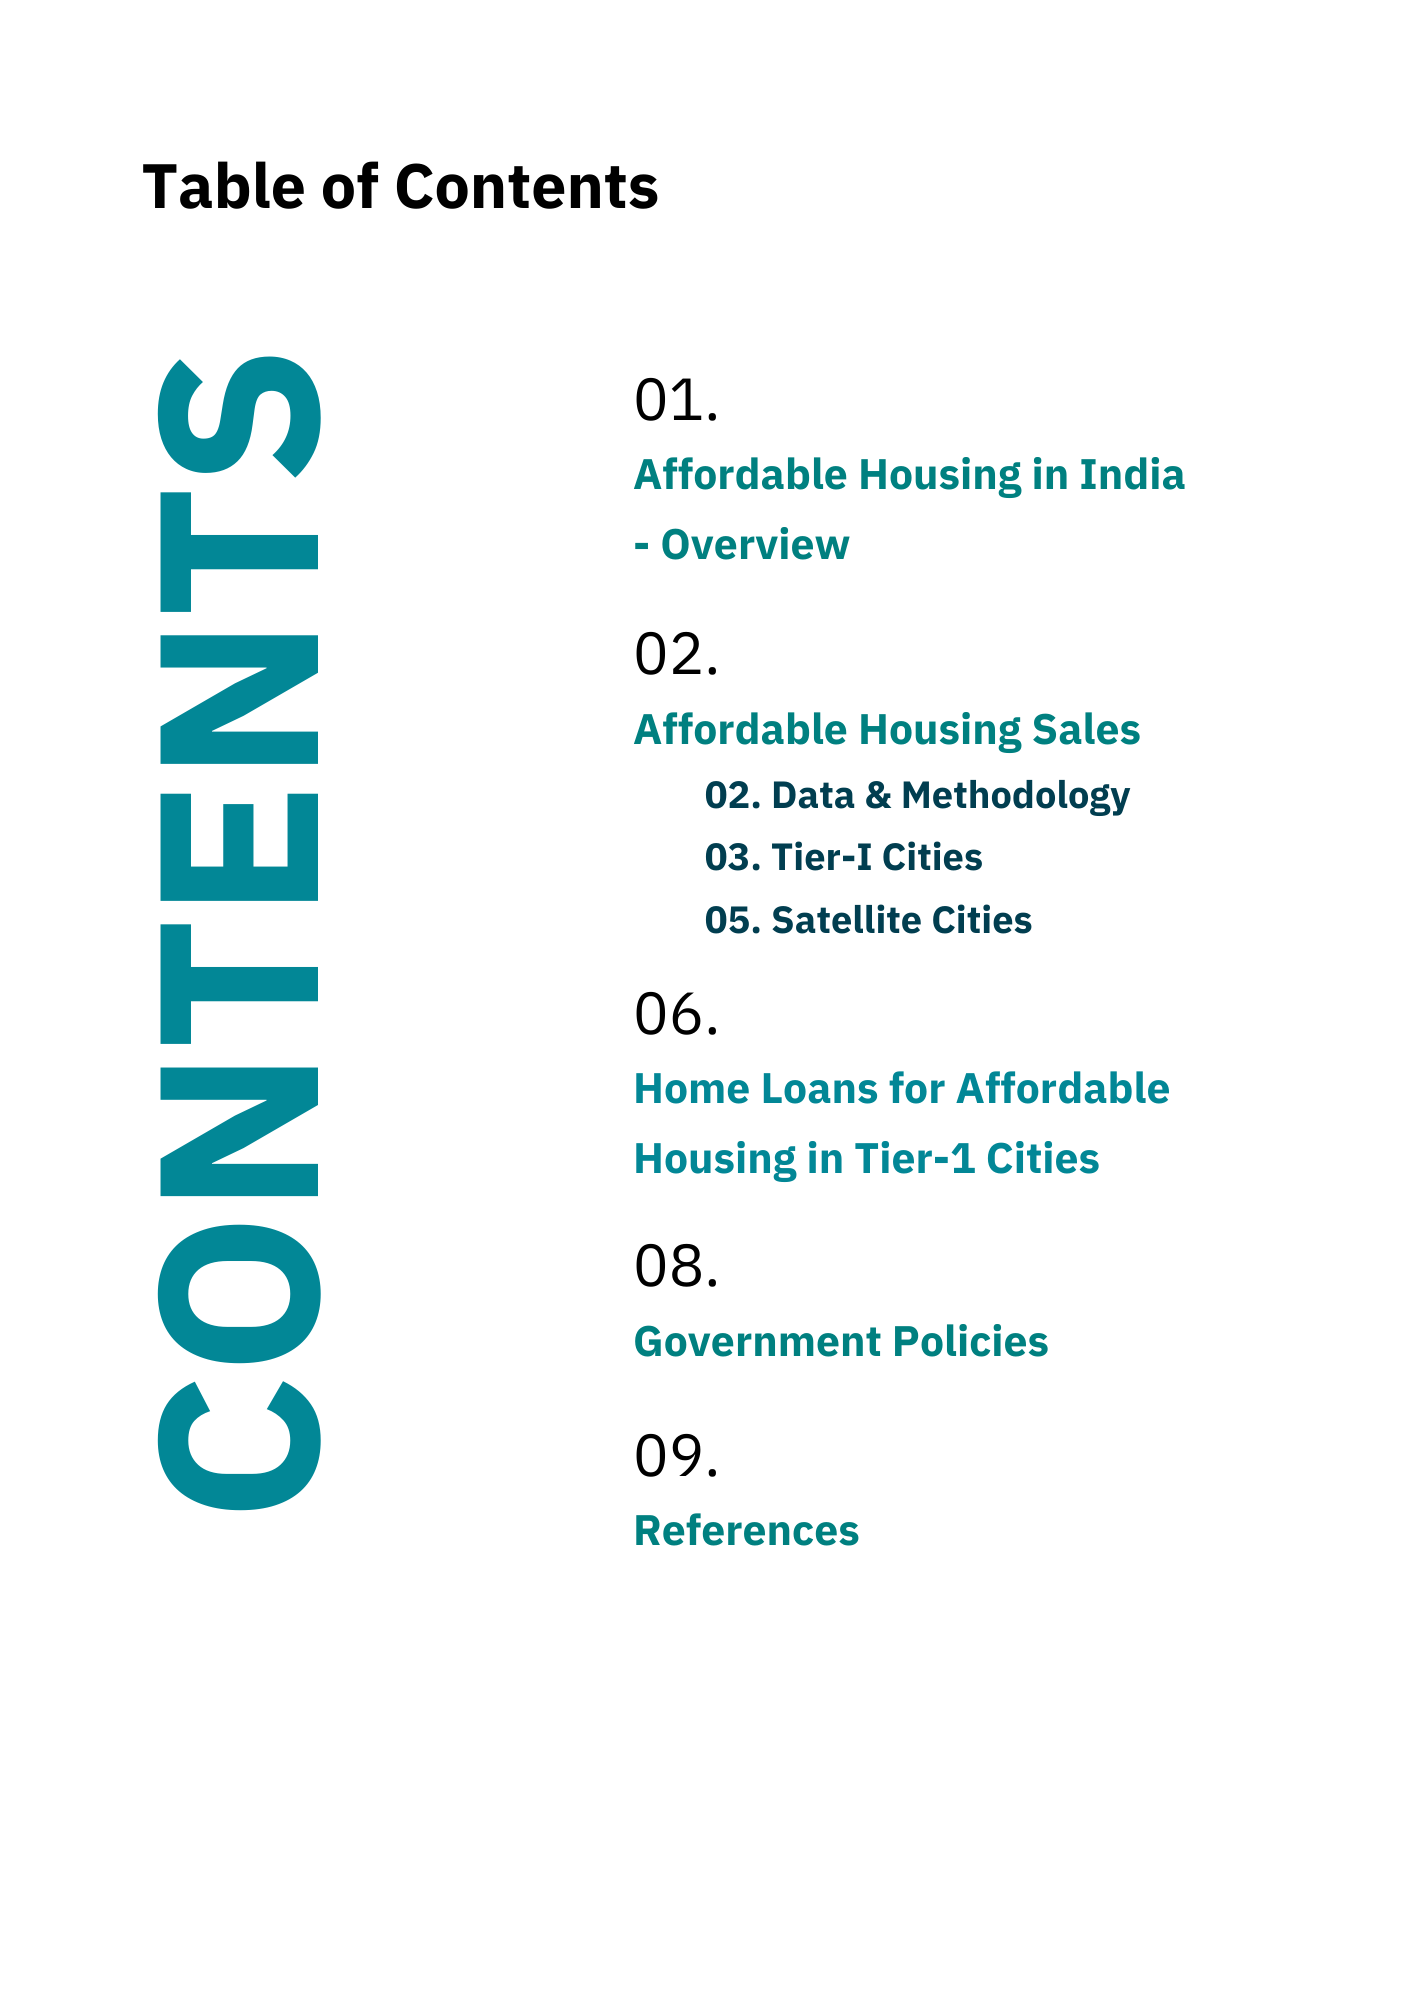 Table of Contents
CONTENTS
01.
Affordable Housing in India
- Overview
02.
Affordable Housing Sales
02. Data & Methodology
03. Tier-I Cities
05. Satellite Cities
06.
Home Loans for Affordable
Housing in Tier-1 Cities
08.
Government Policies
09.
References